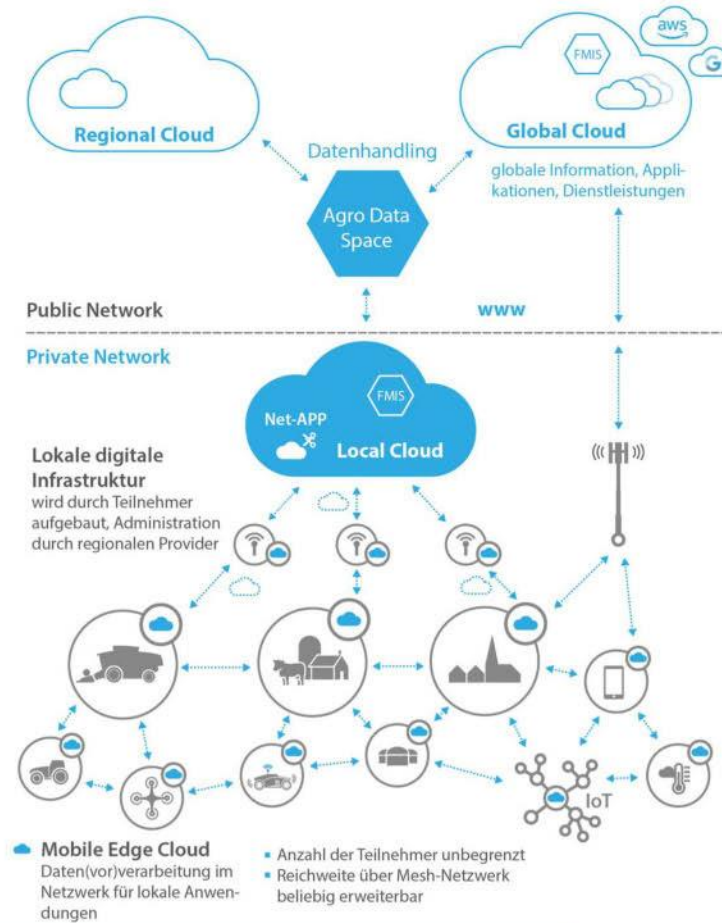 aws
FMIS
G
Regional Cloud
Global Cloud
Datenhandling
globale Information, Appli-
kationen, Dienstleistungen
Agro Data
Space
Public Network
www
Private Network
FMIS
Net-APP
Local Cloud
Lokale digitale
Infrastruktur
wird durch Teilnehmer
aufgebaut, Administration
durch regionalen Provider
IoT
Mobile Edge Cloud
Daten(vor)verarbeitung im
Netzwerk für lokale Anwen-
dungen
▪ Anzahl der Teilnehmer unbegrenzt
▪ Reichweite über Mesh-Netzwerk
beliebig erweiterbar